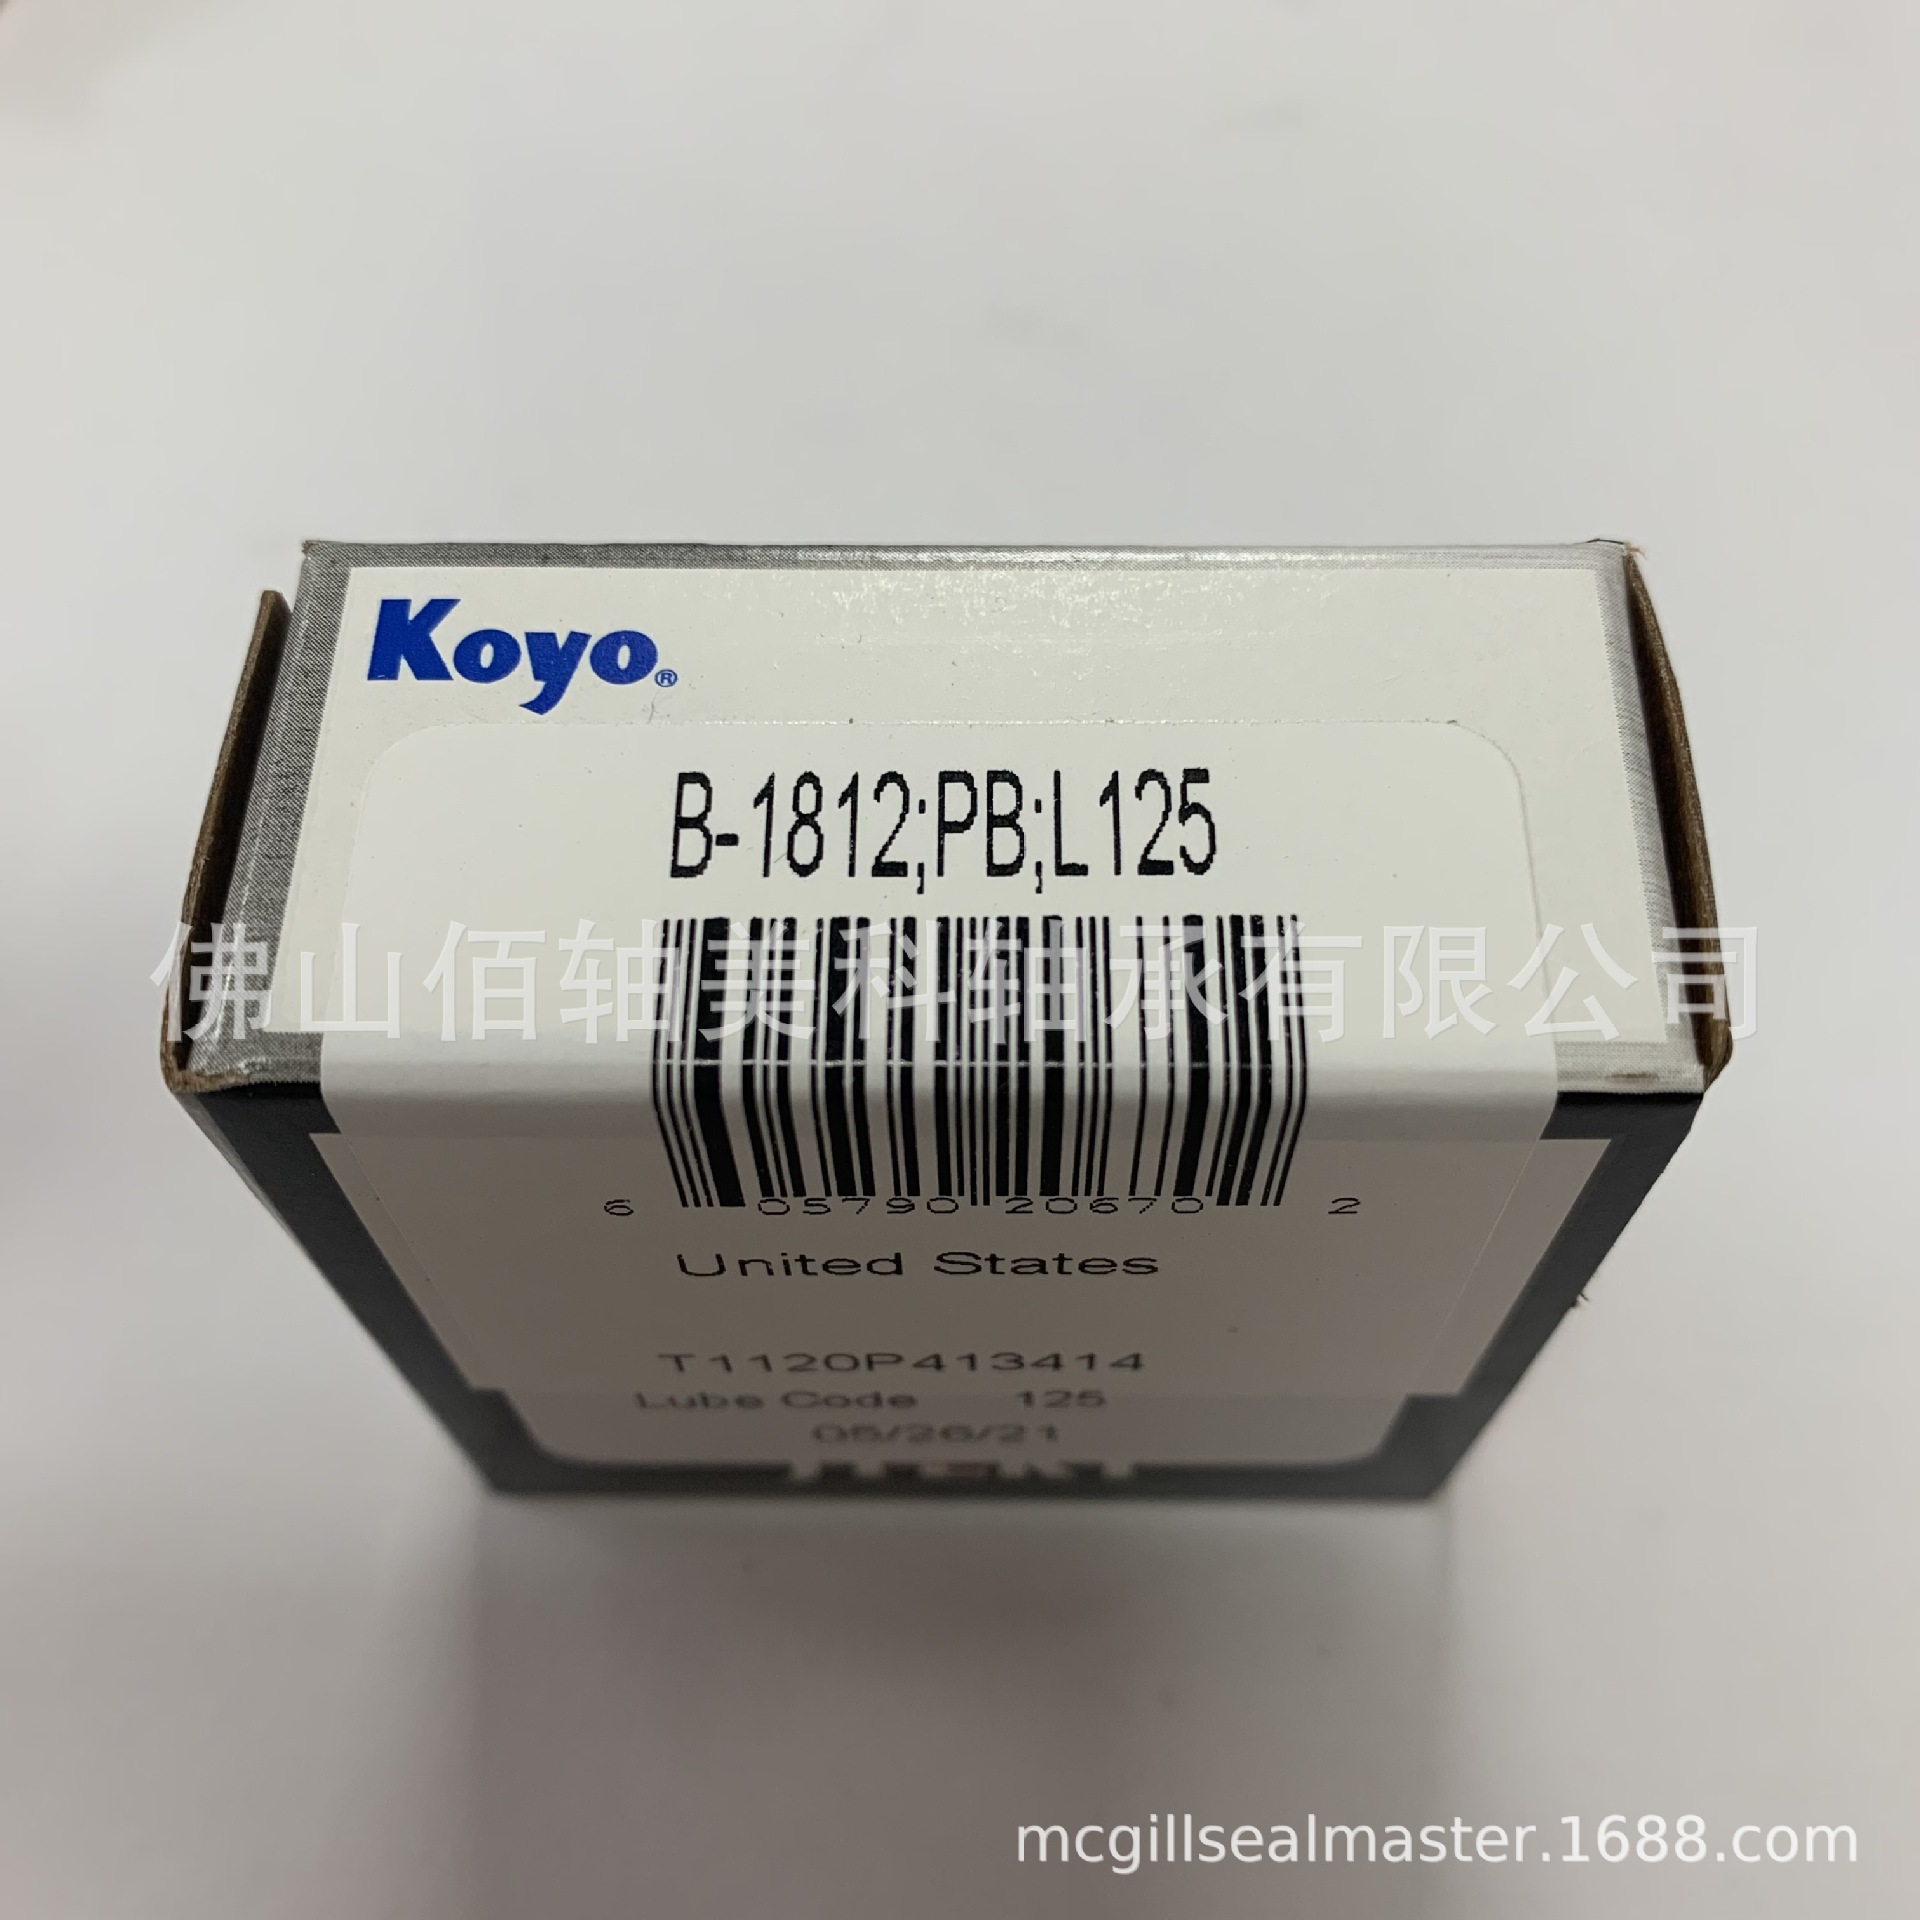 Koyo®
B-1812;PB;L125
佛山佰轴美科轴承有限公司
6 05790 20670 2
United States
T1120P413414
Lube Code 125
05/26/21
mcgillsealmaster.1688.com